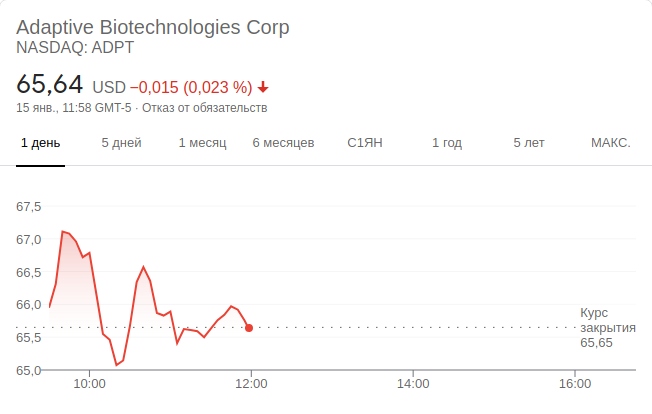 Adaptive Biotechnologies Corp
NASDAQ: ADPT
65,64 USD −0,015 (0,023 %)
15 янв., 11:58 GMT-5 · Отказ от обязательств
1 день 5 дней 1 месяц 6 месяцев С1ЯН 1 год 5 лет МАКС.
67,5
67,0
66,5
66,0
65,5
65,0
Курс
закрытия
65,65
10:00 12:00 14:00 16:00